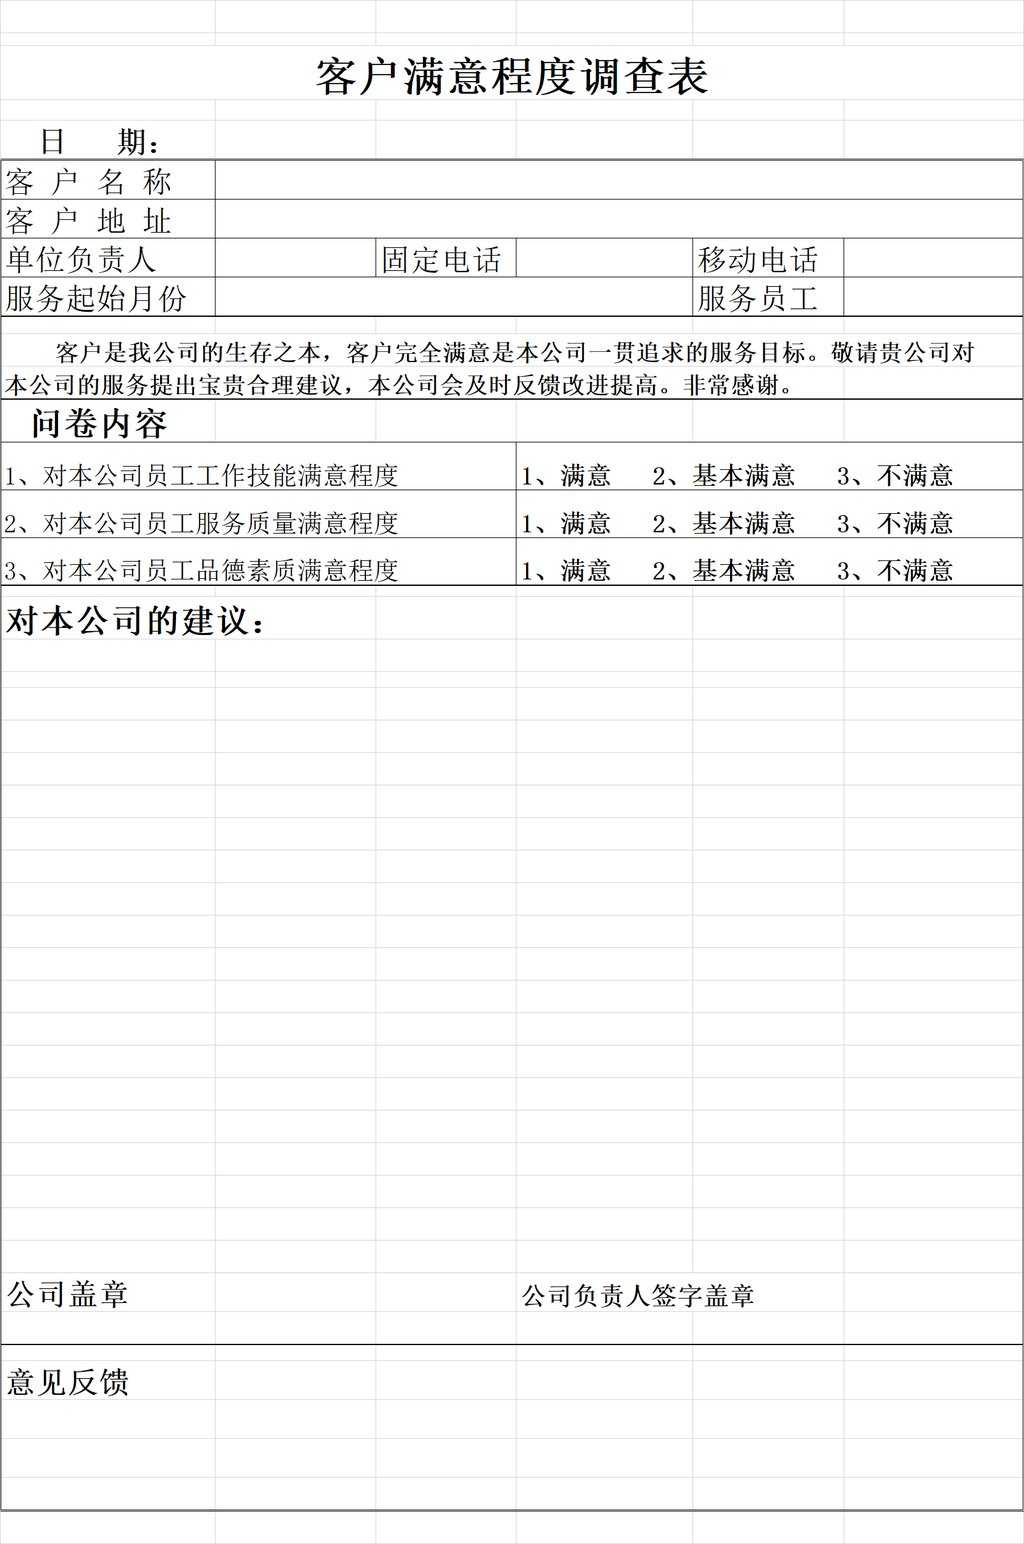 客户满意程度调查表
日 期：
客 户 名 称
客 户 地 址
单位负责人 固定电话 移动电话
服务起始月份 服务员工
客户是我公司的生存之本，客户完全满意是本公司一贯追求的服务目标。敬请贵公司对
本公司的服务提出宝贵合理建议，本公司会及时反馈改进提高。非常感谢。
问卷内容
1、对本公司员工工作技能满意程度 1、满意 2、基本满意 3、不满意
2、对本公司员工服务质量满意程度 1、满意 2、基本满意 3、不满意
3、对本公司员工品德素质满意程度 1、满意 2、基本满意 3、不满意
对本公司的建议：
公司盖章 公司负责人签字盖章
意见反馈